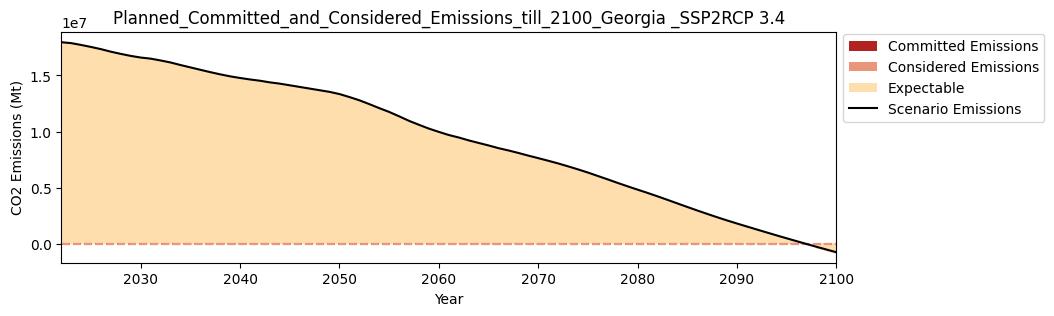 Planned_Committed_and_Considered_Emissions_till_2100_Georgia _SSP2RCP 3.4
1e7
1.5
1.0
0.5
0.0
CO2 Emissions (Mt)
2030 2040 2050 2060 2070 2080 2090 2100
Year
Committed Emissions
Considered Emissions
Expectable
Scenario Emissions